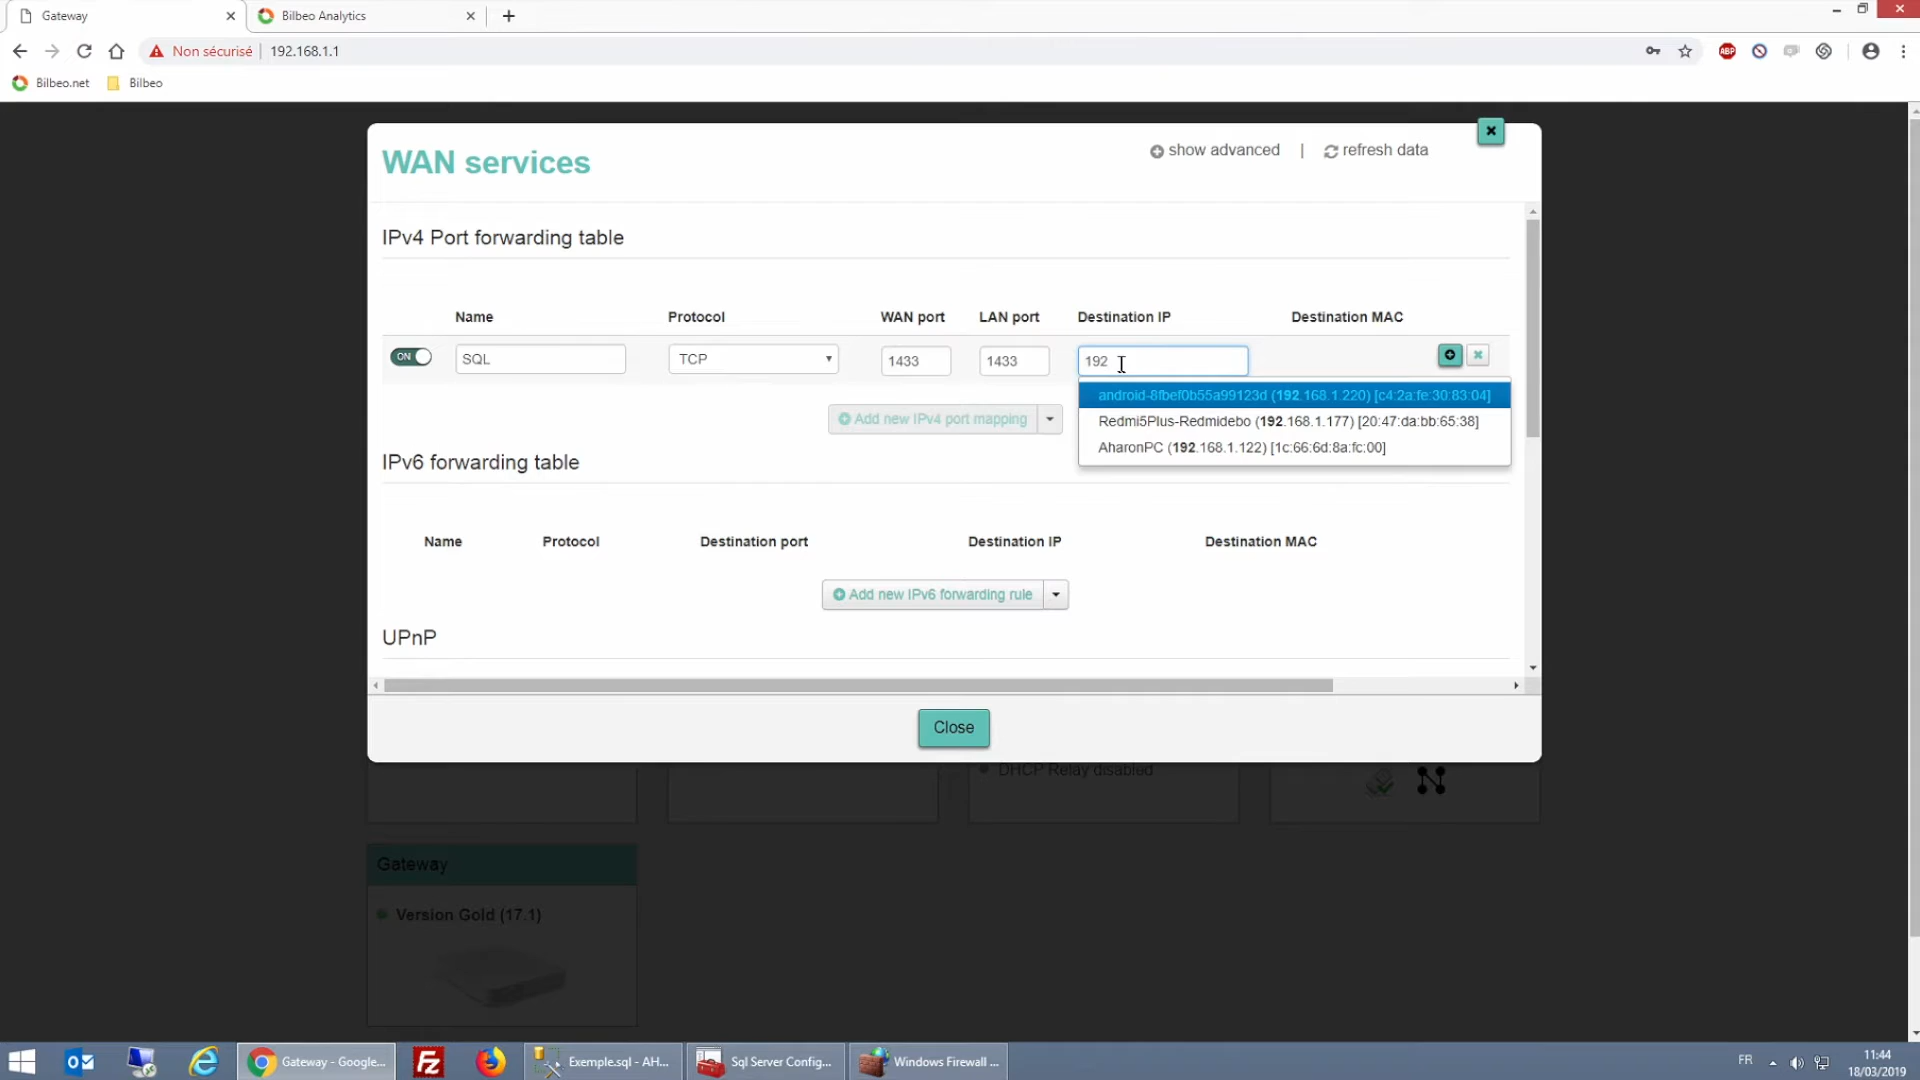 Gateway
Bilbeo Analytics
Non sécurisé
192.168.1.1
ABP
Bilbeo.net
Bilbeo
WAN services
show advanced | refresh data
IPv4 Port forwarding table
Name Protocol WAN port LAN port Destination IP Destination MAC
ON SQL TCP 1433 1433 192
android-8fbef0b55a99123d (192.168.1.220) [c4:2a:fe:30:83:04]
Add new IPv4 port mapping
Redmi5Plus-Redmidebo (192.168.1.177) [20:47:da:bb:65:38]
AharonPC (192.168.1.122) [1c:66:6d:8a:fc:00]
IPv6 forwarding table
Name Protocol Destination port Destination IP Destination MAC
Add new IPv6 forwarding rule
UPnP
Close
DHCP Relay disabled
Gateway
Version Gold (17.1)
Gateway - Google...
Exemple.sql - AH...
Sql Server Config...
Windows Firewall ...
FR
11:44
18/03/2019